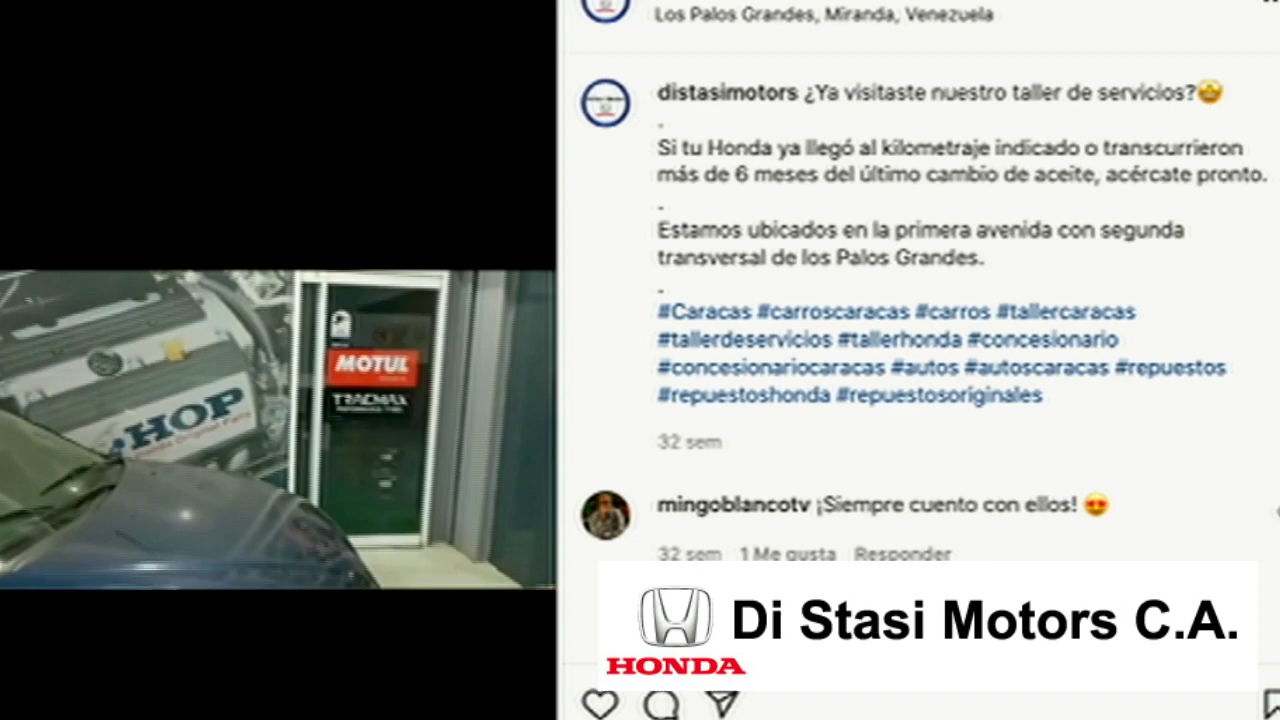 Los Palos Grandes, Miranda, Venezuela
distasimotors ¿Ya visitaste nuestro taller de servicios?🤩
.
Si tu Honda ya llegó al kilometraje indicado o transcurrieron
más de 6 meses del último cambio de aceite, acércate pronto.
.
Estamos ubicados en la primera avenida con segunda
transversal de los Palos Grandes.
.
#Caracas #carroscaracas #carros #tallercaracas
#tallerdeservicios #tallerhonda #concesionario
#concesionariocaracas #autos #autoscaracas #repuestos
#repuestoshonda #repuestosoriginales
32 sem
mingoblancotv ¡Siempre cuento con ellos! 😍
32 sem 1 Me gusta Responder
Di Stasi Motors C.A.
HONDA
MOTUL
TRACMAX
HOP
Honda Original Parts